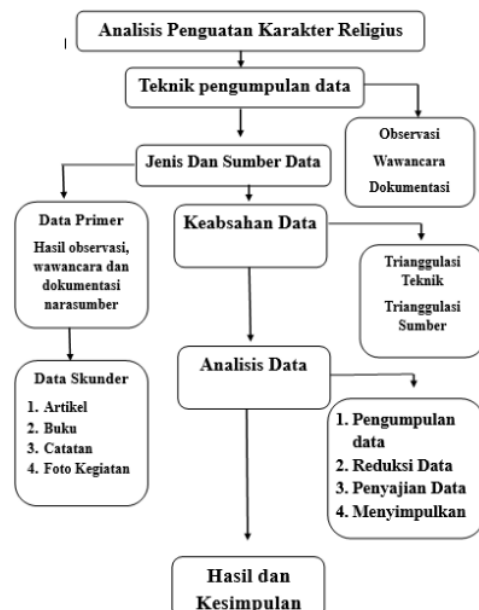 Analisis Penguatan Karakter Religius
Teknik pengumpulan data
Observasi
Wawancara
Dokumentasi
Jenis Dan Sumber Data
Data Primer
Hasil observasi,
wawancara dan
dokumentasi
narasumber
Keabsahan Data
Trianggulasi
Teknik
Trianggulasi
Sumber
Data Skunder
1. Artikel
2. Buku
3. Catatan
4. Foto Kegiatan
Analisis Data
1. Pengumpulan
data
2. Reduksi Data
3. Penyajian Data
4. Menyimpulkan
Hasil dan
Kesimpulan